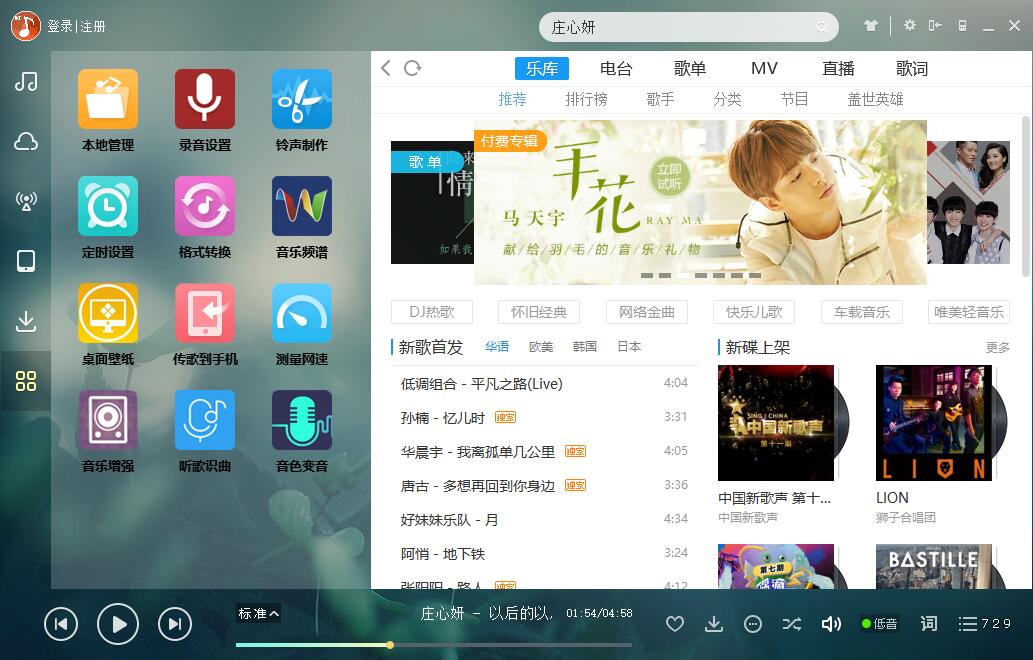 登录|注册
庄心妍
本地管理
录音设置
铃声制作
定时设置
格式转换
音乐频谱
桌面壁纸
传歌到手机
测量网速
音乐增强
听歌识曲
音色变音
乐库
电台
歌单
MV
直播
歌词
推荐
排行榜
歌手
分类
节目
盖世英雄
歌单
情
如果我
付费专辑
手花
立即
试听
马天宇
RAY MA
献/给/羽/毛/的/音/乐/礼/物
DJ热歌
怀旧经典
网络金曲
快乐儿歌
车载音乐
唯美轻音乐
新歌首发
华语
欧美
韩国
日本
低调组合 - 平凡之路(Live) 4:04
孙楠 - 忆儿时 独家 3:31
华晨宇 - 我离孤单几公里 独家 4:05
唐古 - 多想再回到你身边 独家 3:36
好妹妹乐队 - 月 4:34
阿悄 - 地下铁 3:24
张阳阳 - 路人 独家 4:12
新碟上架
更多
SING! CHINA
中国新歌声
第十一期
LION
中国新歌声 第十...
中国新歌声
LION
狮子合唱团
第七期
BASTILLE
标准
庄心妍 - 以后的以,
01:54/04:58
低音
词
729